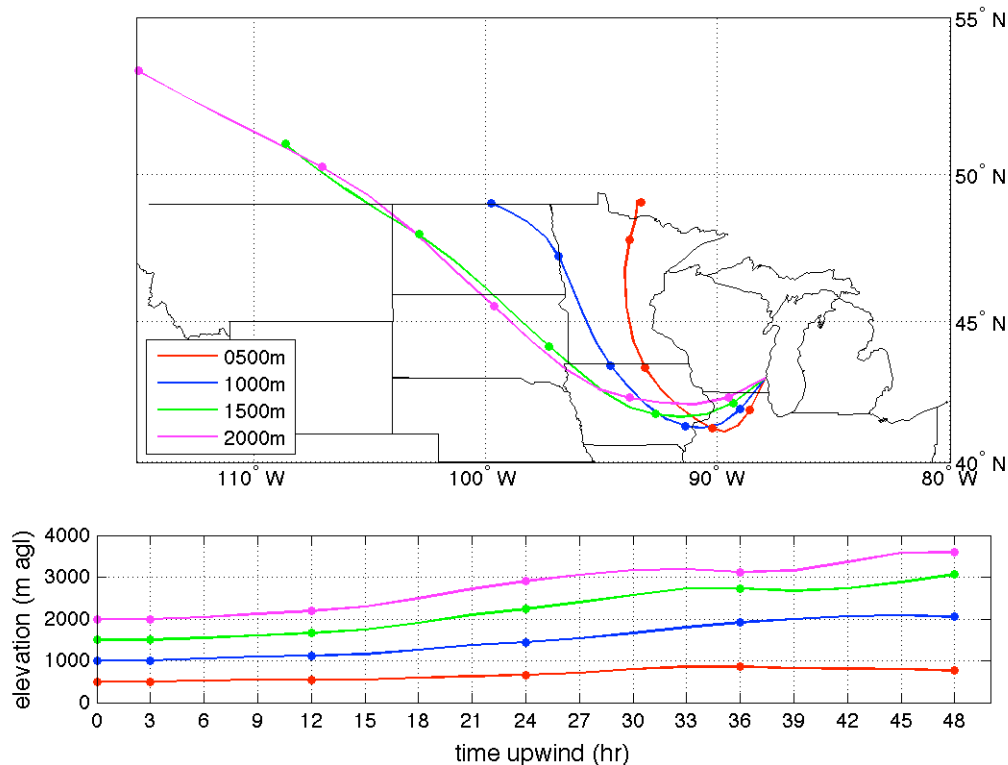 55° N
50° N
45° N
0500m
1000m
1500m
2000m
40° N
110° W 100° W 90° W 80° W
elevation (m agl)
4000
3000
2000
1000
0
0 3 6 9 12 15 18 21 24 27 30 33 36 39 42 45 48
time upwind (hr)